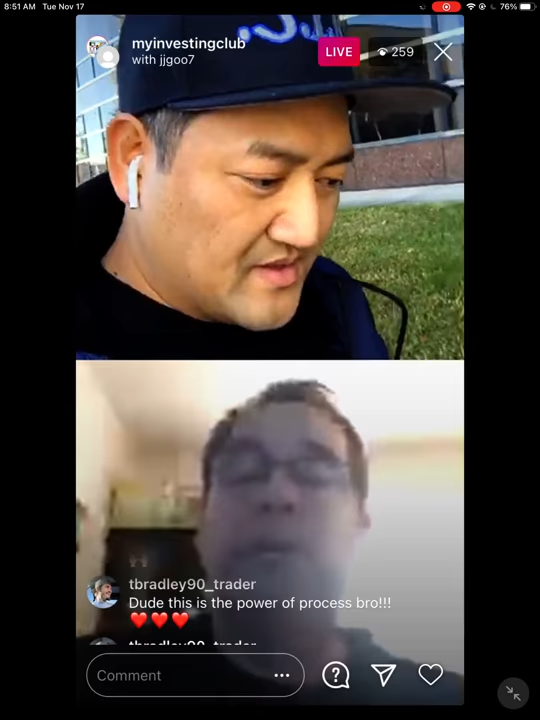 8:51 AM Tue Nov 17
76%
myinvestingclub
with jjgoo7
LIVE
259
tbradley90_trader
Dude this is the power of process bro!!!
❤️❤️❤️
tbradley90_trader
Comment